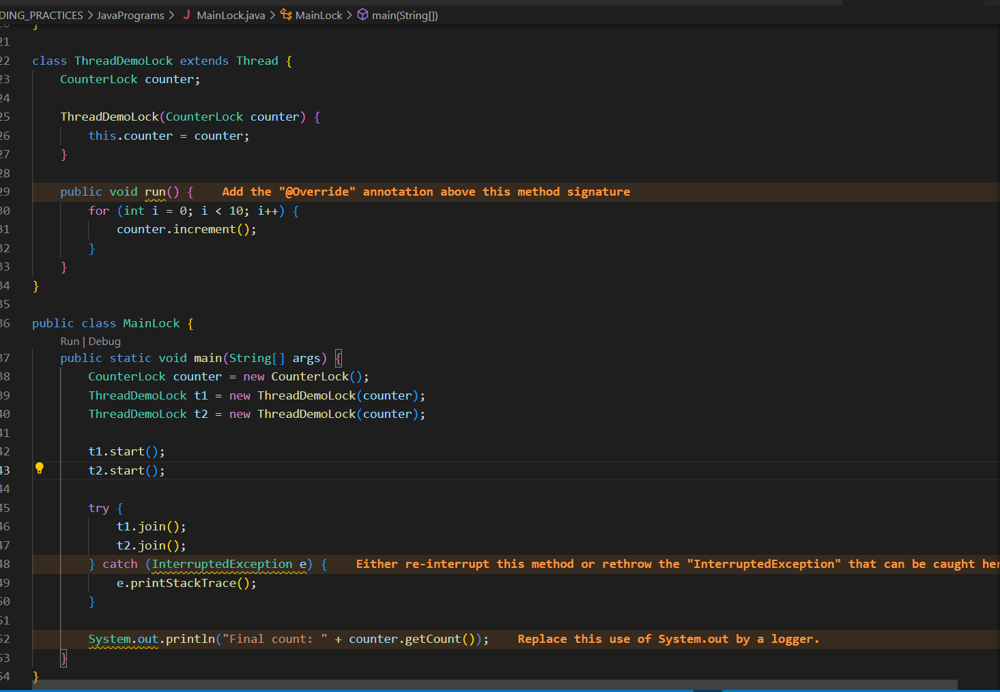 DING_PRACTICES > JavaPrograms > J MainLock.java > MainLock > main(String[])
}
21
22 class ThreadDemoLock extends Thread {
23 CounterLock counter;
24
25 ThreadDemoLock(CounterLock counter) {
26 this.counter = counter;
27 }
28
29 public void run() { Add the "@Override" annotation above this method signature
30 for (int i = 0; i < 10; i++) {
31 counter.increment();
32 }
33 }
34 }
35
36 public class MainLock {
Run | Debug
37 public static void main(String[] args) {
38 CounterLock counter = new CounterLock();
39 ThreadDemoLock t1 = new ThreadDemoLock(counter);
40 ThreadDemoLock t2 = new ThreadDemoLock(counter);
41
42 t1.start();
43 t2.start();
44
45 try {
46 t1.join();
47 t2.join();
48 } catch (InterruptedException e) { Either re-interrupt this method or rethrow the "InterruptedException" that can be caught her
49 e.printStackTrace();
50 }
51
52 System.out.println("Final count: " + counter.getCount()); Replace this use of System.out by a logger.
53 }
54 }